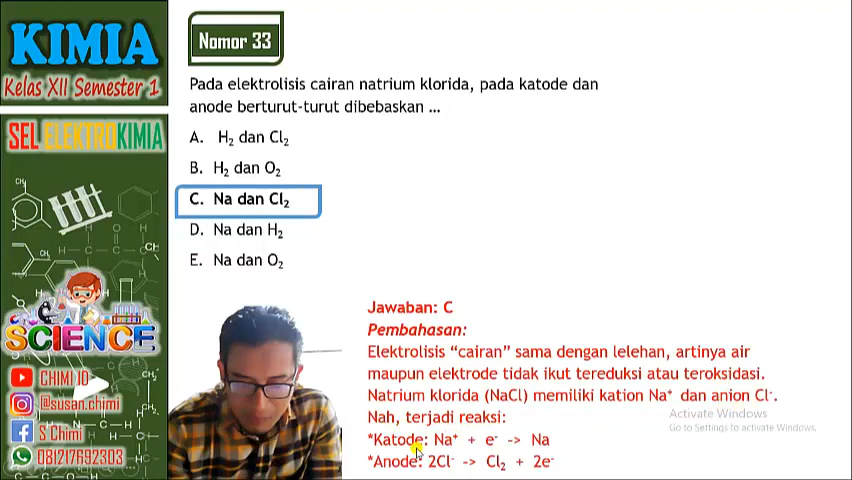 KIMIA
Kelas XII Semester 1
SEL ELEKTROKIMIA
SCIENCE
CHIMI ID
@susan.chimi
S Chimi
081217692303
Nomor 33
Pada elektrolisis cairan natrium klorida, pada katode dan
anode berturut-turut dibebaskan ...
A. H₂ dan Cl₂
B. H₂ dan O₂
C. Na dan Cl₂
D. Na dan H₂
E. Na dan O₂
Jawaban: C
Pembahasan:
Elektrolisis “cairan” sama dengan lelehan, artinya air
maupun elektrode tidak ikut tereduksi atau teroksidasi.
Natrium klorida (NaCl) memiliki kation Na⁺ dan anion Cl⁻.
Nah, terjadi reaksi:
*Katode: Na⁺ + e⁻ -> Na
*Anode: 2Cl⁻ -> Cl₂ + 2e⁻
Activate Windows
Go to Settings to activate Windows.